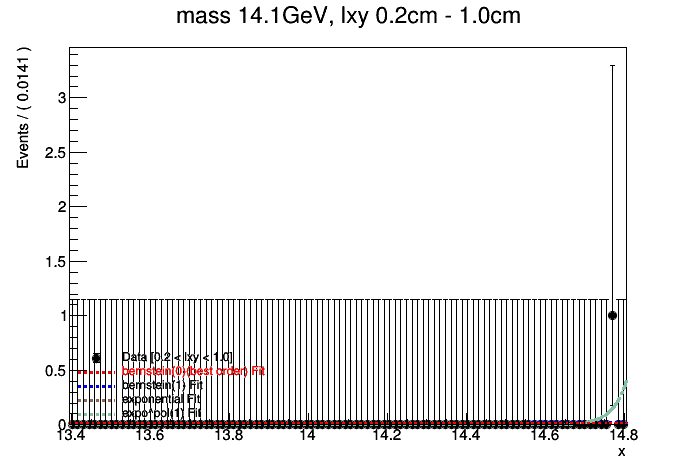 mass 14.1GeV, lxy 0.2cm - 1.0cm
Events / ( 0.0141 )
3
2.5
2
1.5
1
0.5
0
Data [0.2 < lxy < 1.0]
bernstein(0)(best order) Fit
bernstein(1) Fit
exponential Fit
expo*pol(1) Fit
13.4 13.6 13.8 14 14.2 14.4 14.6 14.8
x